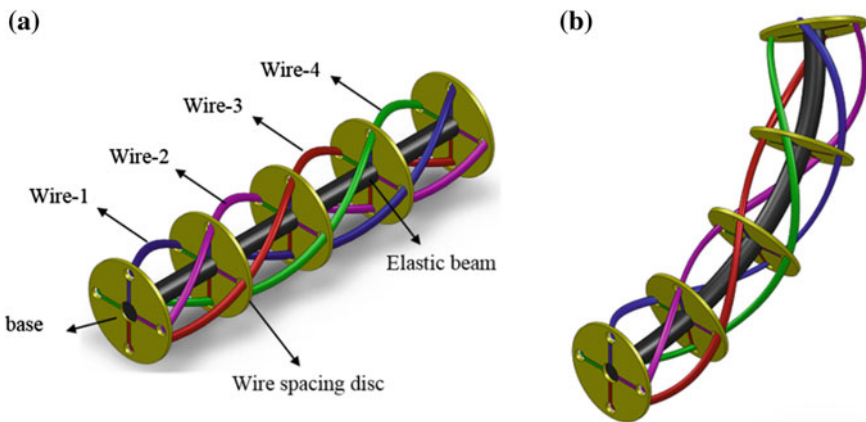 (a)
Wire-4
Wire-3
Wire-2
Wire-1
Elastic beam
base
Wire spacing disc
(b)